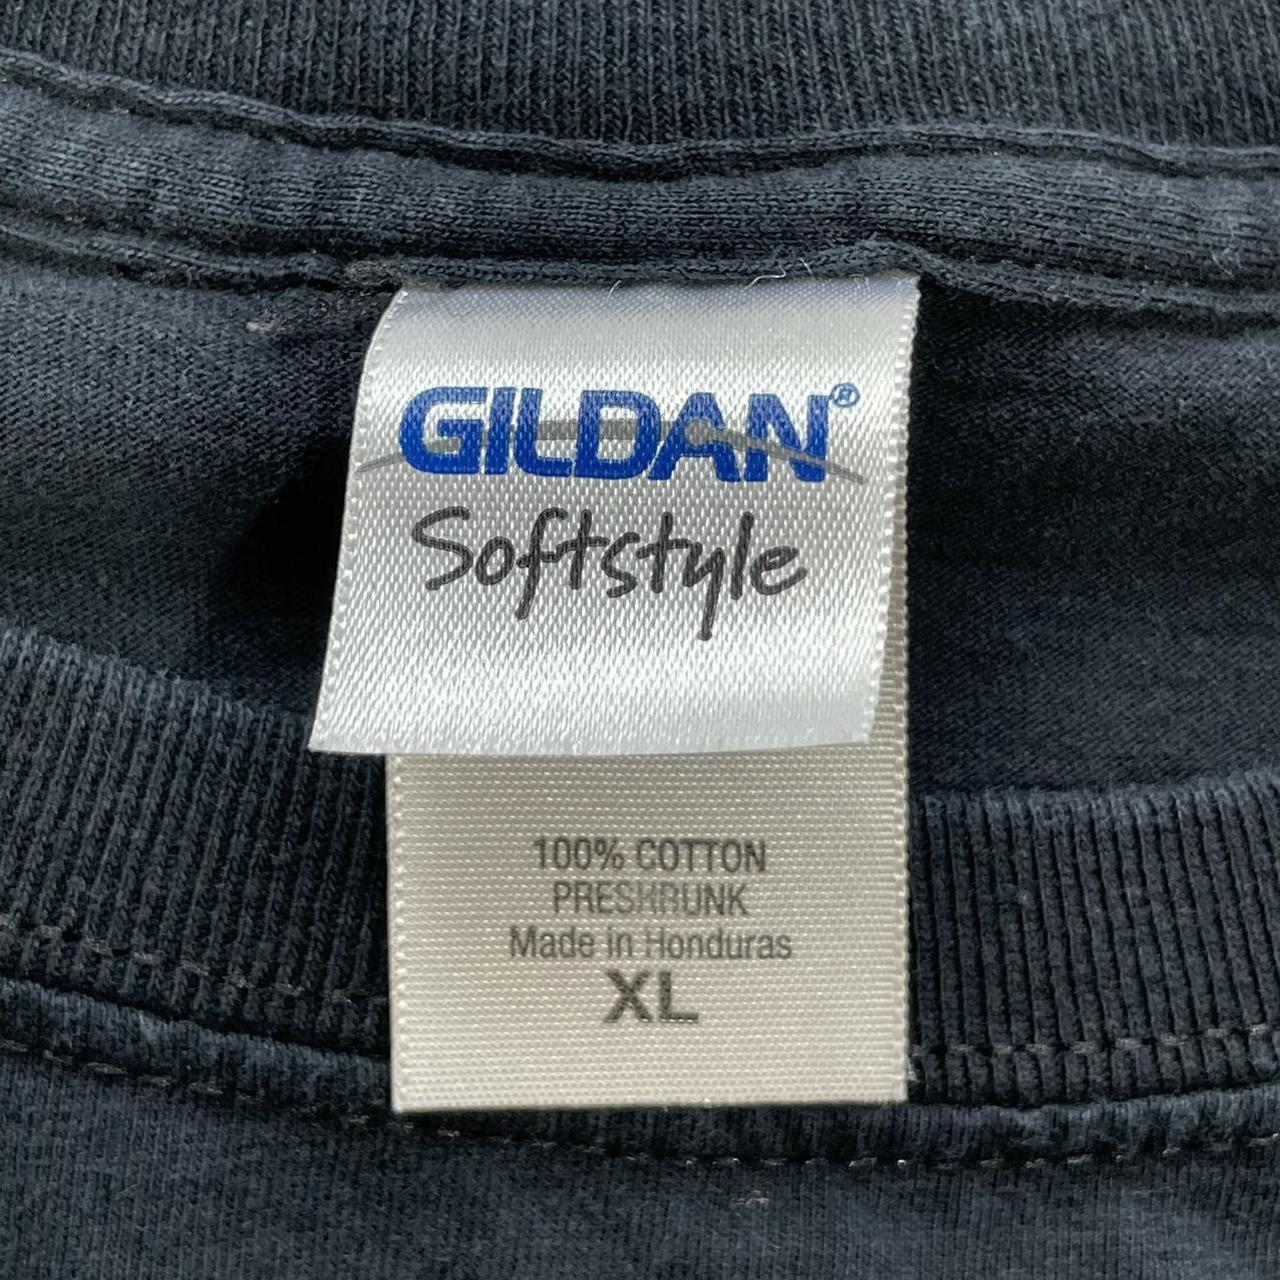 GILDAN®
Softstyle
100% COTTON
PRESHRUNK
Made in Honduras
XL